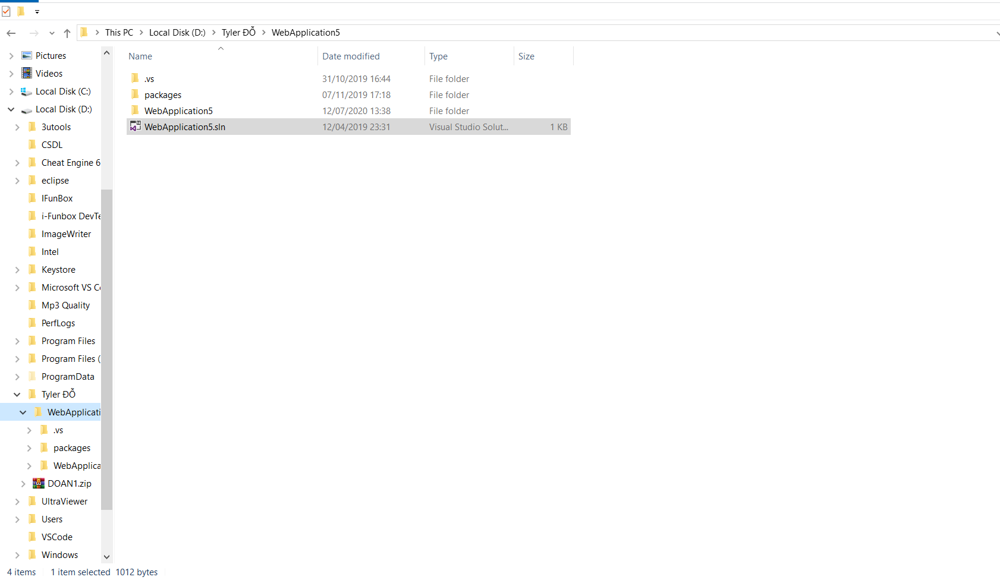 This PC > Local Disk (D:) > Tyler ĐỖ > WebApplication5
Name Date modified Type Size
.vs 31/10/2019 16:44 File folder
packages 07/11/2019 17:18 File folder
WebApplication5 12/07/2020 13:38 File folder
WebApplication5.sln 12/04/2019 23:31 Visual Studio Solut... 1 KB
Pictures
Videos
Local Disk (C:)
Local Disk (D:)
3utools
CSDL
Cheat Engine 6
eclipse
IFunBox
i-Funbox DevTe
ImageWriter
Intel
Keystore
Microsoft VS Co
Mp3 Quality
PerfLogs
Program Files
Program Files (
ProgramData
Tyler ĐỖ
WebApplicati
.vs
packages
WebApplica
DOAN1.zip
UltraViewer
Users
VSCode
Windows
4 items 1 item selected 1012 bytes